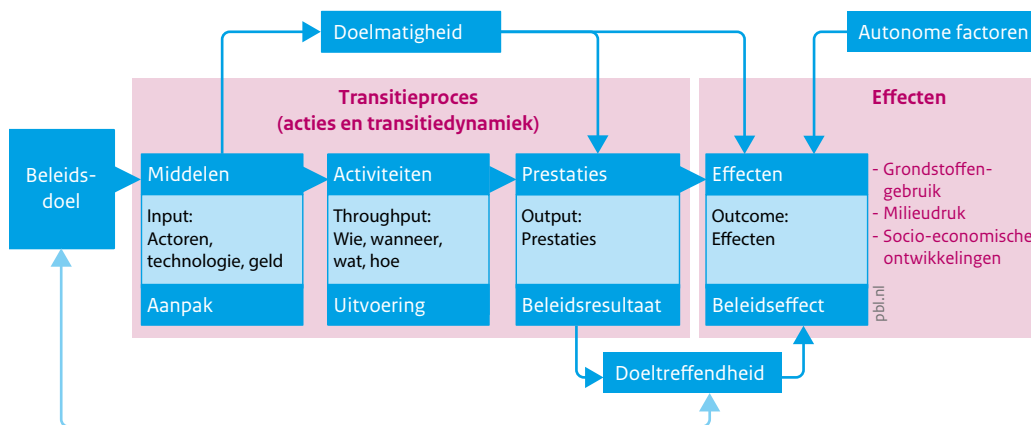 Doelmatigheid
Autonome factoren
Transitieproces
(acties en transitiedynamiek)
Effecten
Beleids-
doel
Middelen
Input:
Actoren,
technologie, geld
Aanpak
Activiteiten
Throughput:
Wie, wanneer,
wat, hoe
Uitvoering
Prestaties
Output:
Prestaties
Beleidsresultaat
Effecten
Outcome:
Effecten
Beleidseffect
- Grondstoffen-
gebruik
- Milieudruk
- Socio-economische
ontwikkelingen
pbl.nl
Doeltreffendheid